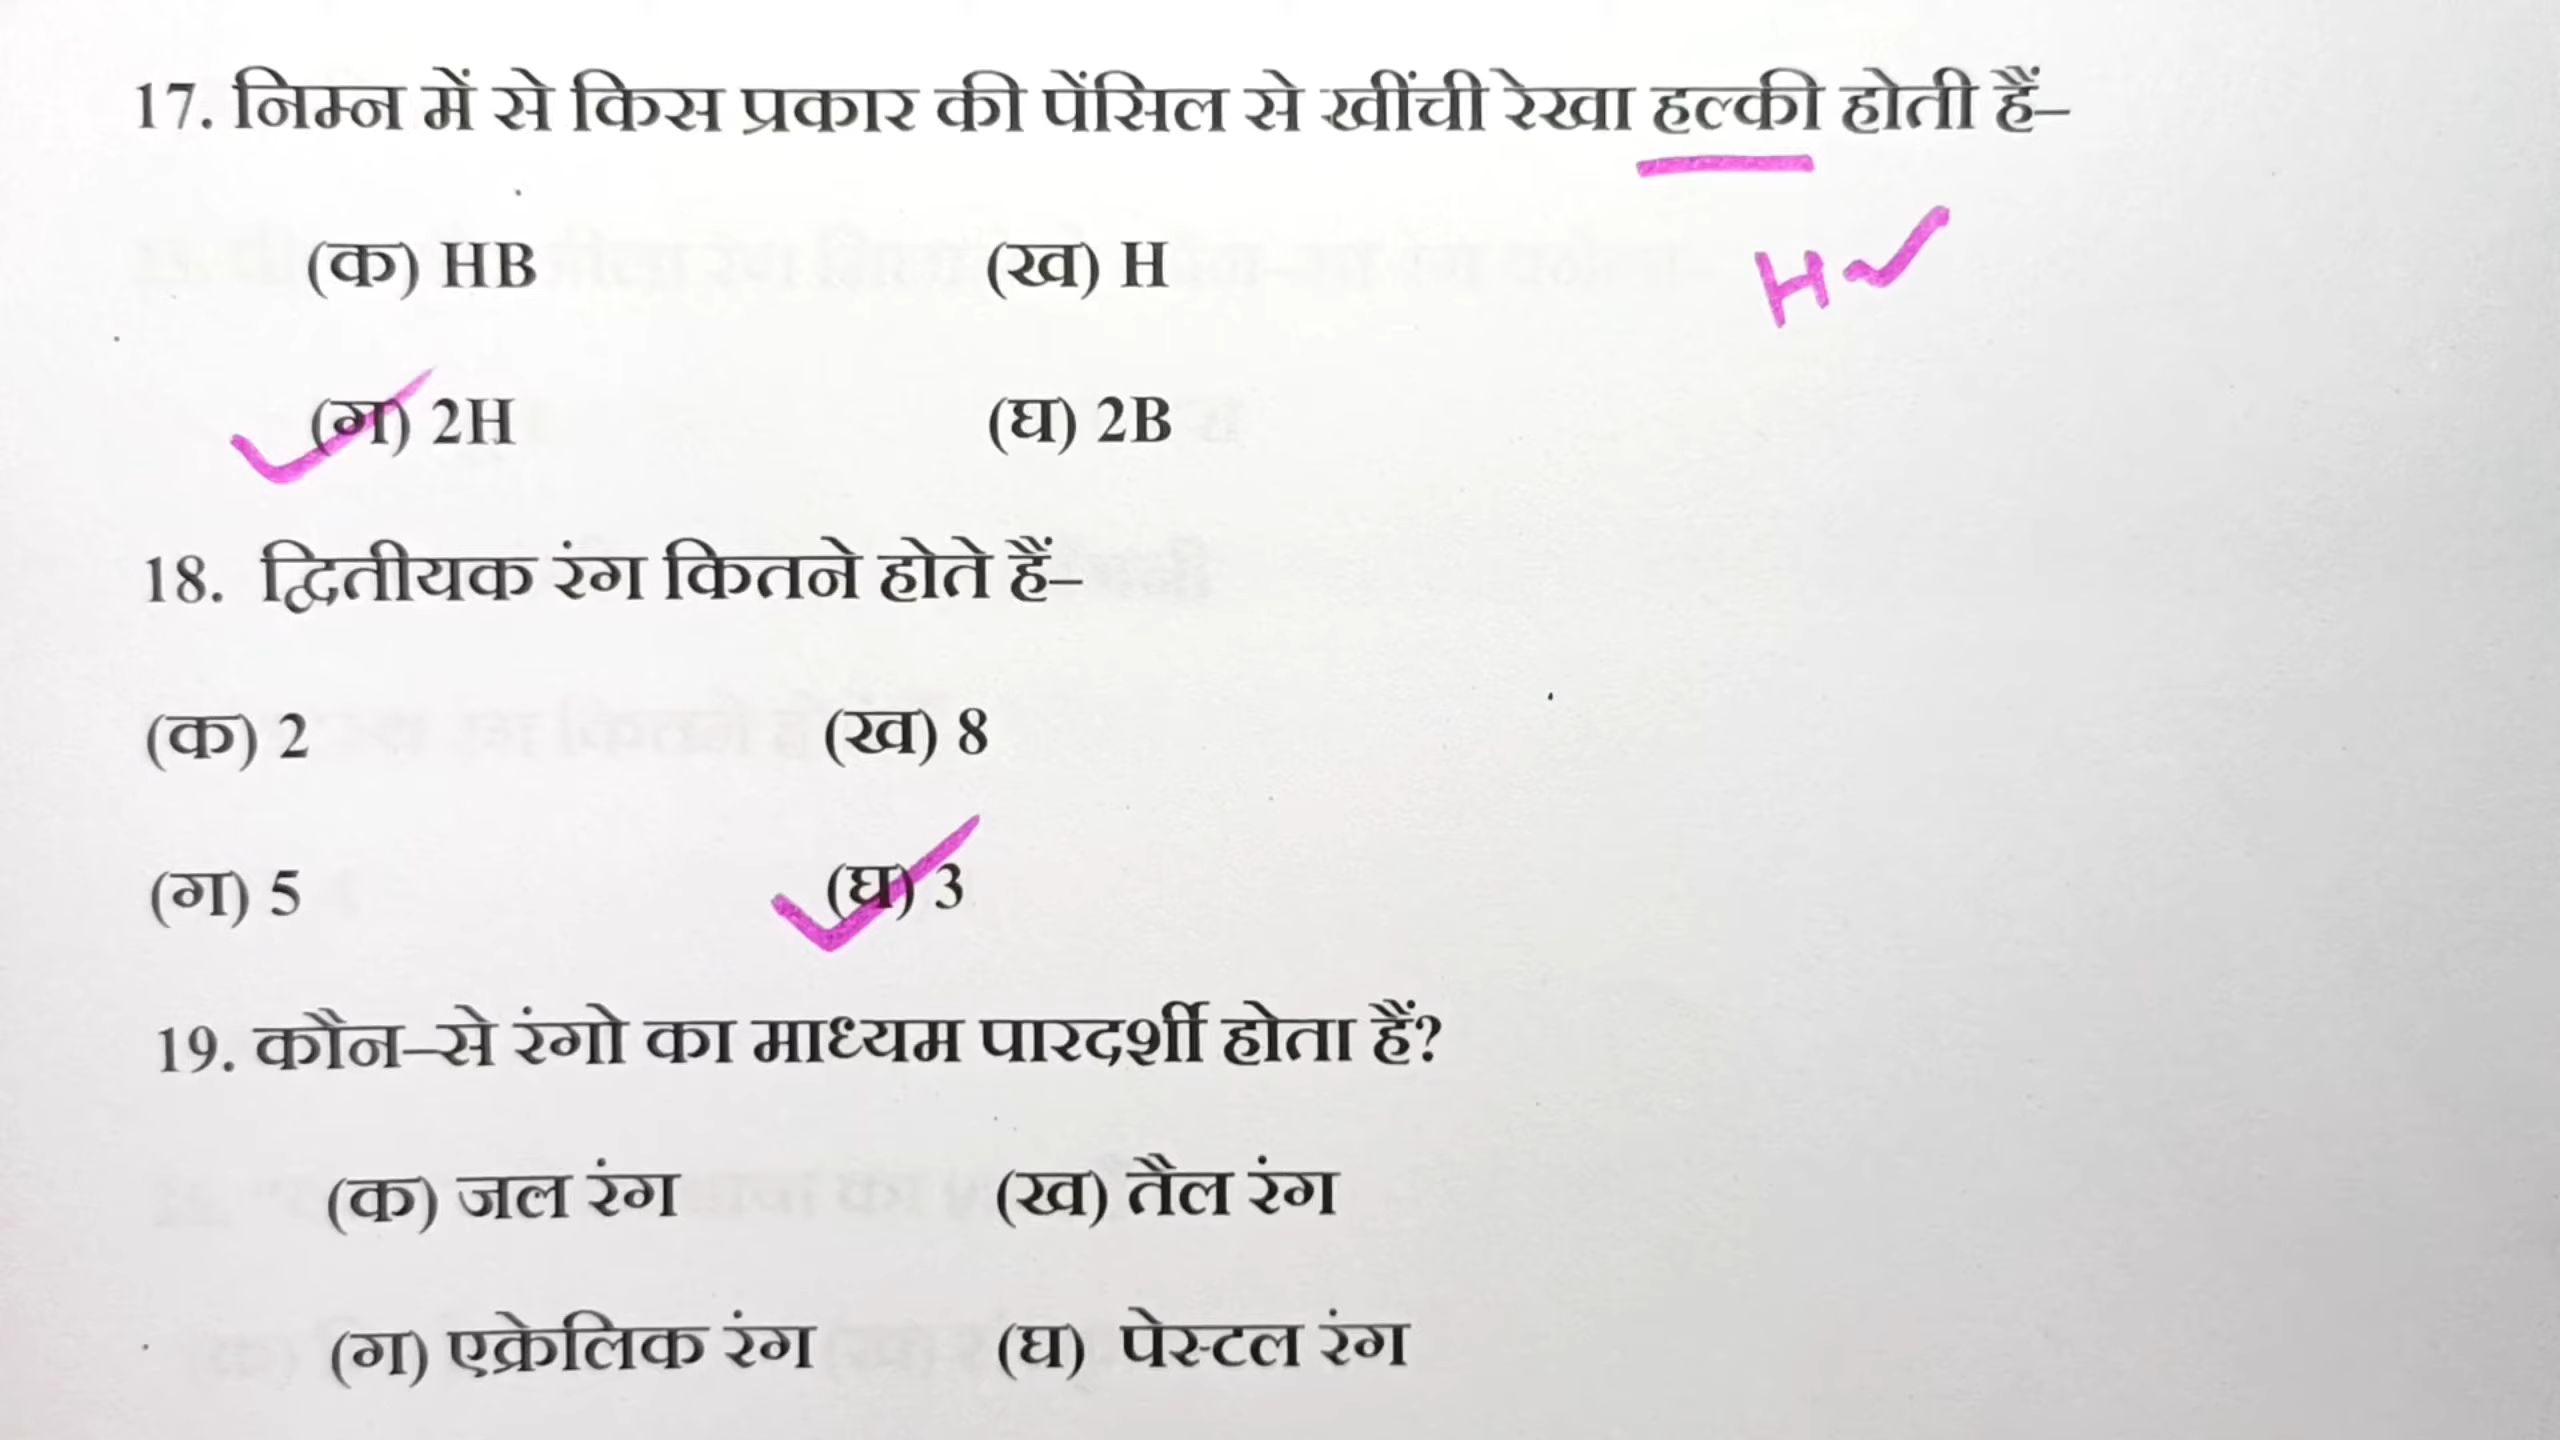 17. निम्न में से किस प्रकार की पेंसिल से खींची रेखा हल्की होती हैं–
(क) HB (ख) H H
(ग) 2H (घ) 2B
18. द्वितीयक रंग कितने होते हैं–
(क) 2 (ख) 8
(ग) 5 (घ) 3
19. कौन–से रंगो का माध्यम पारदर्शी होता हैं?
(क) जल रंग (ख) तैल रंग
(ग) एक्रेलिक रंग (घ) पेस्टल रंग